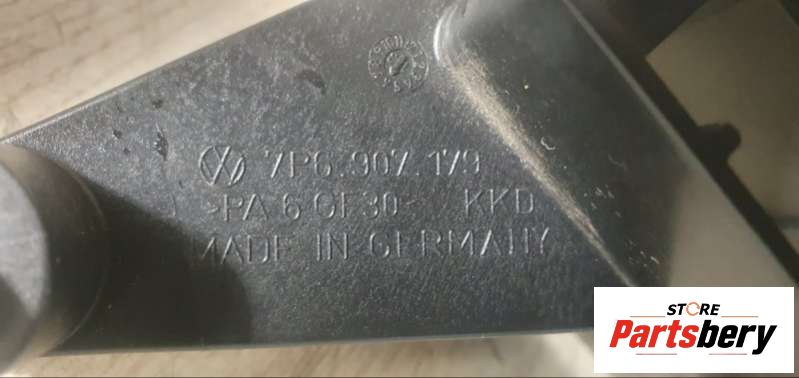 7P6.907.179
>PA 6 GF30< KKD
MADE IN GERMANY
STORE
Partsbery